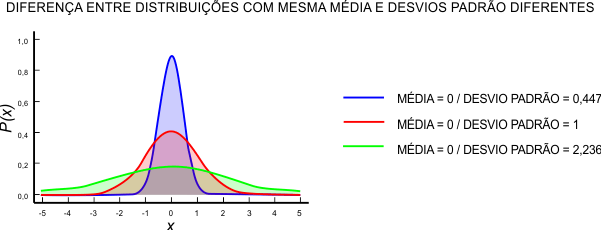 DIFERENÇA ENTRE DISTRIBUIÇÕES COM MESMA MÉDIA E DESVIOS PADRÃO DIFERENTES
1,0
0,8
0,6
0,4
0,2
0,0
P(x)
-5 -4 -3 -2 -1 0 1 2 3 4 5
x
MÉDIA = 0 / DESVIO PADRÃO = 0,447
MÉDIA = 0 / DESVIO PADRÃO = 1
MÉDIA = 0 / DESVIO PADRÃO = 2,236